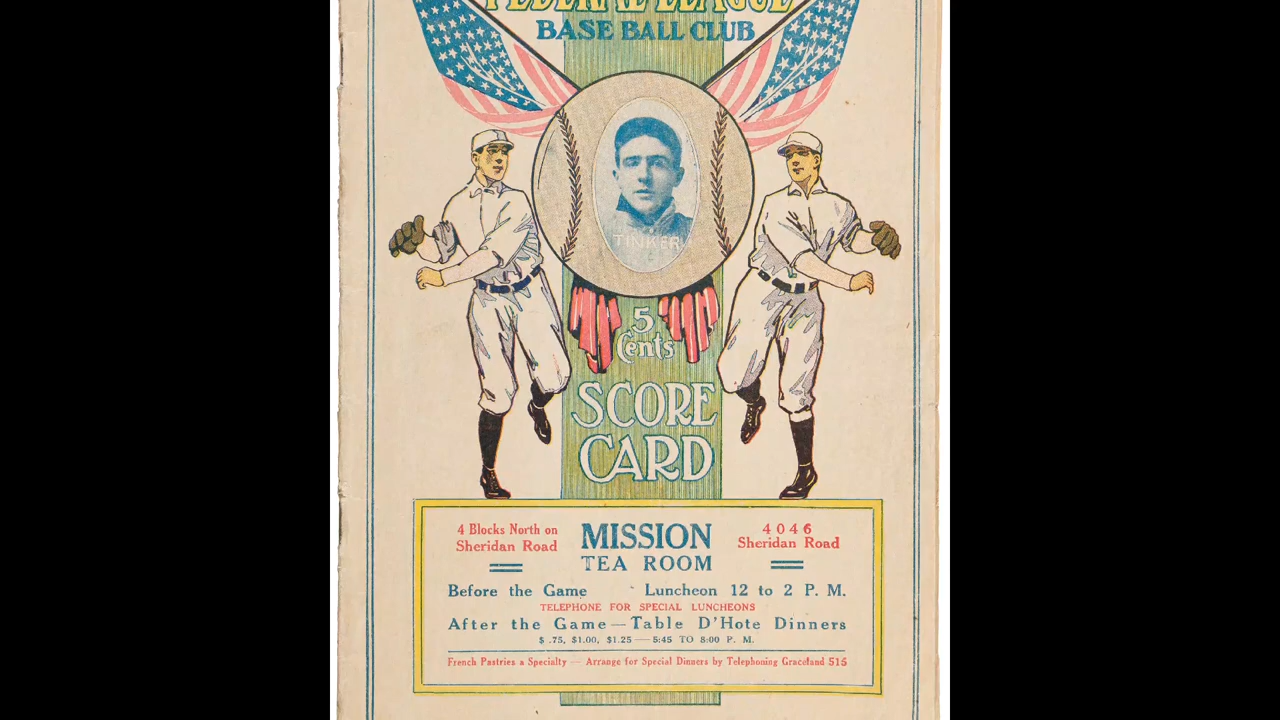 FEDERAL LEAGUE
BASE BALL CLUB
TINKER
5
Cents
SCORE
CARD
4 Blocks North on
Sheridan Road
MISSION
TEA ROOM
4046
Sheridan Road
Before the Game Luncheon 12 to 2 P. M.
TELEPHONE FOR SPECIAL LUNCHEONS
After the Game — Table D'Hote Dinners
$ .75, $1.00, $1.25 — 5:45 TO 8:00 P. M.
French Pastries a Specialty — Arrange for Special Dinners by Telephoning Graceland 515